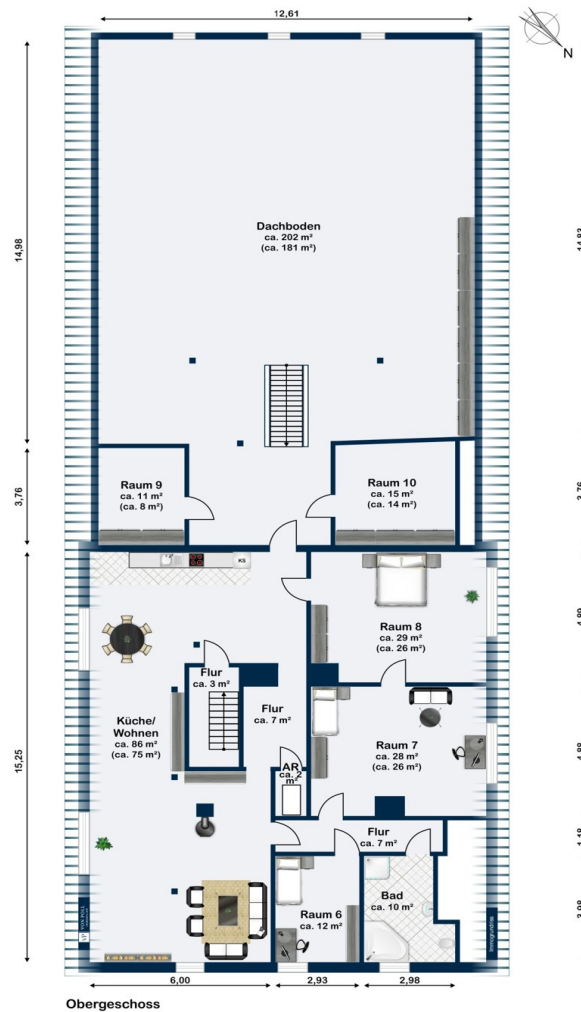 12,61
N
14,98
Dachboden
ca. 202 m²
(ca. 181 m²)
3,76
Raum 9
ca. 11 m²
(ca. 8 m²)
Raum 10
ca. 15 m²
(ca. 14 m²)
KS
Raum 8
ca. 29 m²
(ca. 26 m²)
Flur
ca. 3 m²
Flur
ca. 7 m²
15,25
Küche/
Wohnen
ca. 86 m²
(ca. 75 m²)
Raum 7
ca. 28 m²
(ca. 26 m²)
AR
ca. 2
m²
Flur
ca. 7 m²
Bad
ca. 10 m²
Raum 6
ca. 12 m²
immogrundriss
6,00
2,93
2,98
Obergeschoss